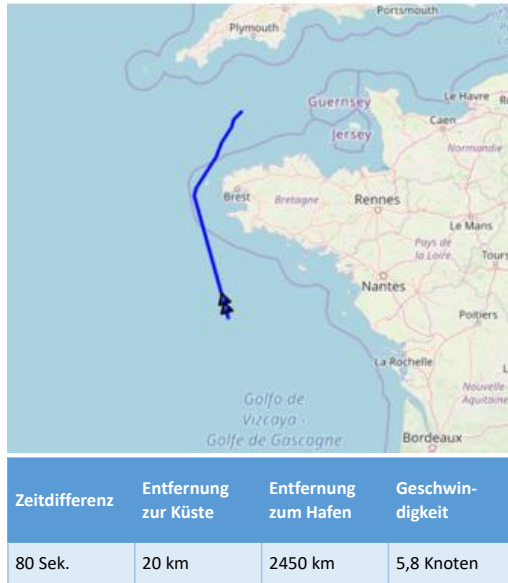 Portsmouth
Plymouth
Guernsey
Le Havre
Caen
Jersey
Normandie
Brest
Bretagne
Rennes
Le Mans
Pays de
la Loire
Tours
Nantes
Poitiers
La Rochelle
Nouvelle-
Aquitaine
Golfo de
Vizcaya -
Golfe de Gascogne
Bordeaux
Zeitdifferenz
Entfernung
zur Küste
Entfernung
zum Hafen
Geschwin-
digkeit
80 Sek.
20 km
2450 km
5,8 Knoten